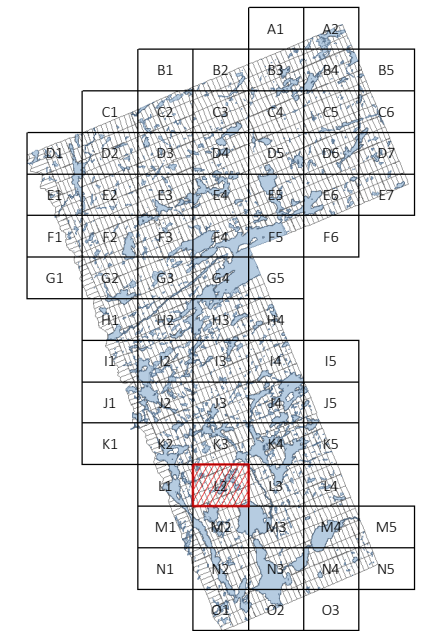 A1 A2
B1 B2 B3 B4 B5
C1 C2 C3 C4 C5 C6
D1 D2 D3 D4 D5 D6 D7
E1 E2 E3 E4 E5 E6 E7
F1 F2 F3 F4 F5 F6
G1 G2 G3 G4 G5
H1 H2 H3 H4
I1 I2 I3 I4 I5
J1 J2 J3 J4 J5
K1 K2 K3 K4 K5
L1 L2 L3 L4
M1 M2 M3 M4 M5
N1 N2 N3 N4 N5
O1 O2 O3